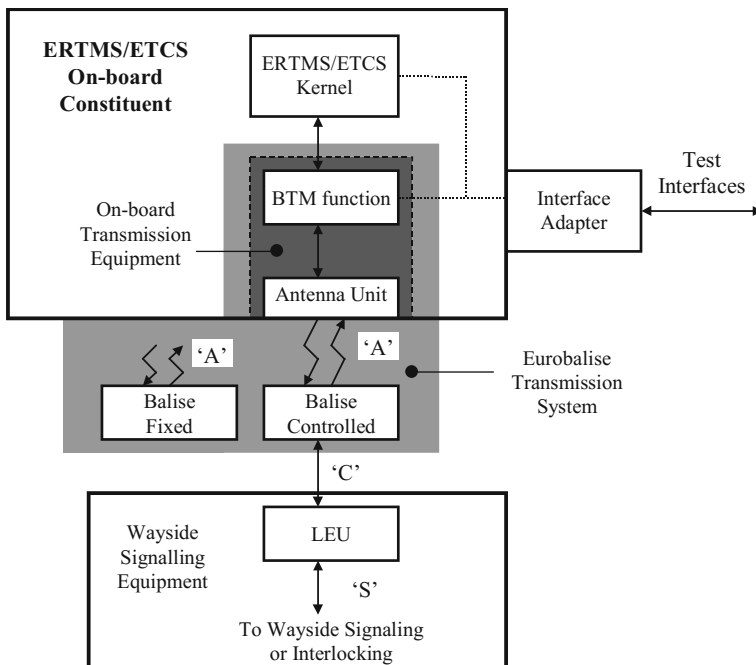 ERTMS/ETCS
On-board
Constituent
ERTMS/ETCS
Kernel
BTM function
On-board
Transmission
Equipment
Antenna Unit
Interface
Adapter
Test
Interfaces
‘A’
‘A’
Balise
Fixed
Balise
Controlled
Eurobalise
Transmission
System
‘C’
Wayside
Signalling
Equipment
LEU
‘S’
To Wayside Signaling
or Interlocking